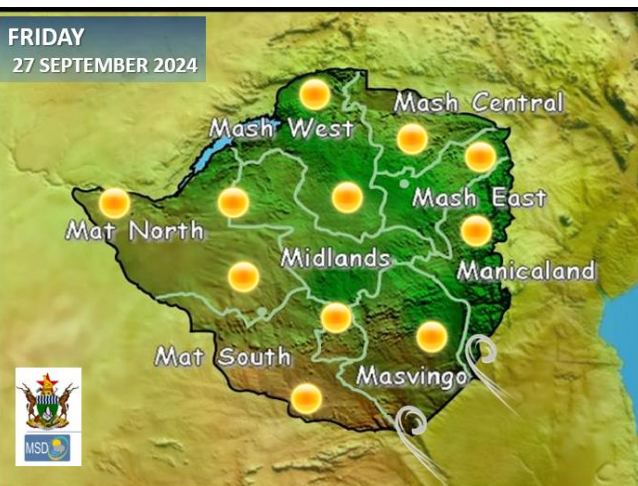 FRIDAY
27 SEPTEMBER 2024
Mash Central
Mash West
Mash East
Mat North
Midlands
Manicaland
Mat South
Masvingo
MSD